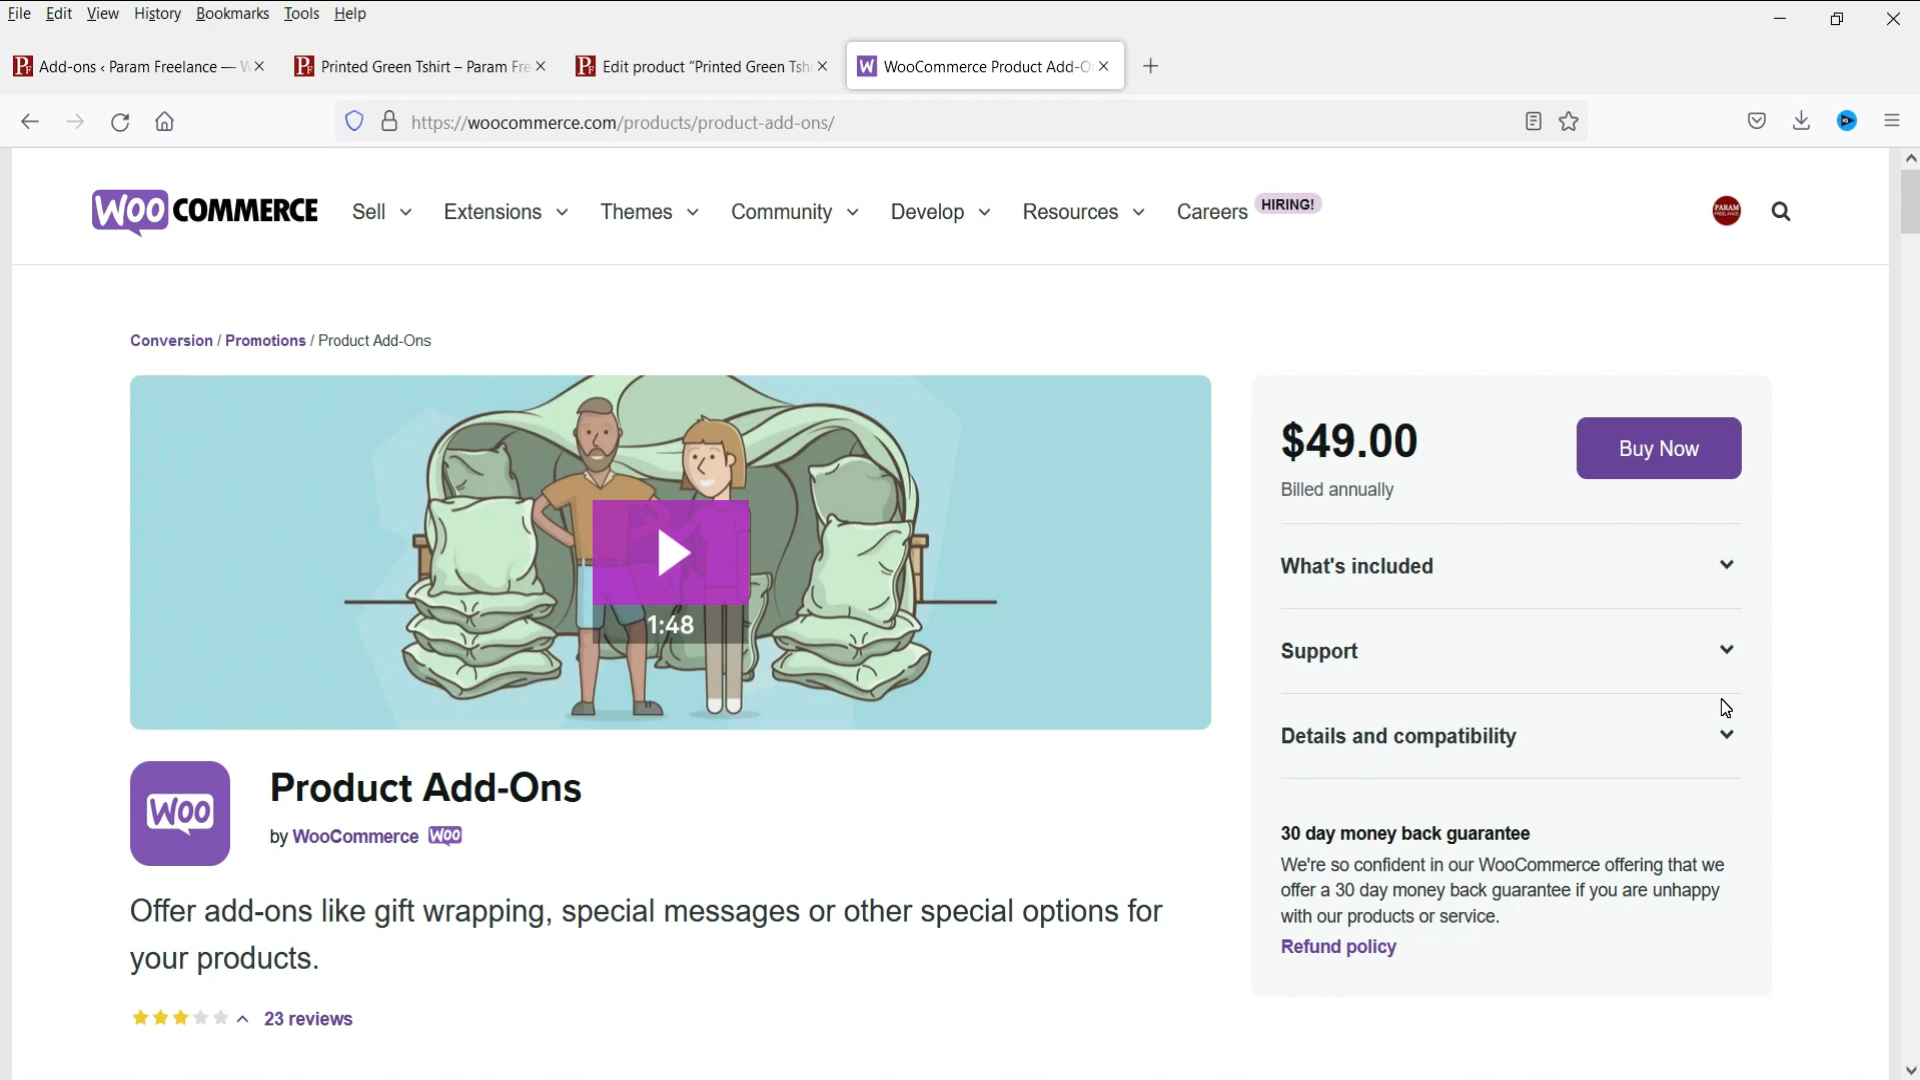 File Edit View History Bookmarks Tools Help
Add-ons ‹ Param Freelance — W
Printed Green Tshirt – Param Fre
Edit product “Printed Green Tshi
WooCommerce Product Add-O
https://woocommerce.com/products/product-add-ons/
WOO COMMERCE
Sell Extensions Themes Community Develop Resources Careers HIRING!
PARAM
Conversion / Promotions / Product Add-Ons
1:48
$49.00
Buy Now
Billed annually
What's included
Support
Details and compatibility
30 day money back guarantee
We're so confident in our WooCommerce offering that we
offer a 30 day money back guarantee if you are unhappy
with our products or service.
Refund policy
WOO
Product Add-Ons
by WooCommerce WOO
Offer add-ons like gift wrapping, special messages or other special options for
your products.
23 reviews